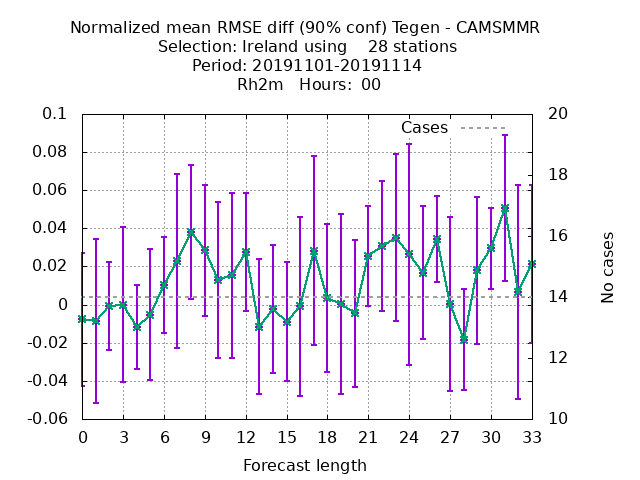 Normalized mean RMSE diff (90% conf) Tegen - CAMSMMR
Selection: Ireland using    28 stations
Period: 20191101-20191114
Rh2m   Hours:  00
Cases
0.1
0.08
0.06
0.04
0.02
0
-0.02
-0.04
-0.06
20
18
16
14
12
10
No cases
0 3 6 9 12 15 18 21 24 27 30 33
Forecast length